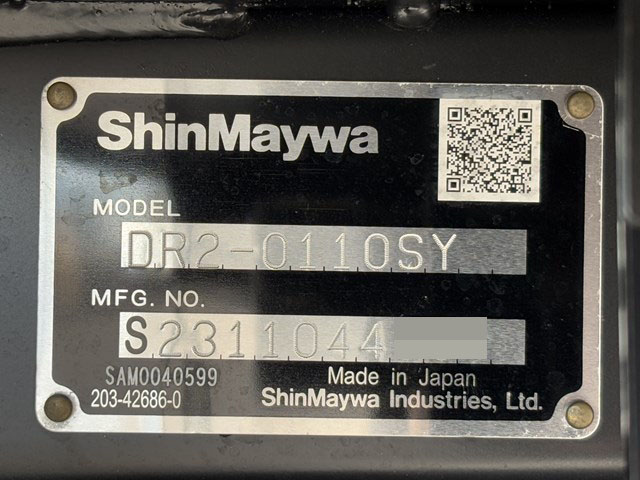 ShinMaywa
MODEL
DR2-0110SY
MFG. NO.
S2311044
SAM0040599
Made in Japan
203-42686-0
ShinMaywa Industries, Ltd.